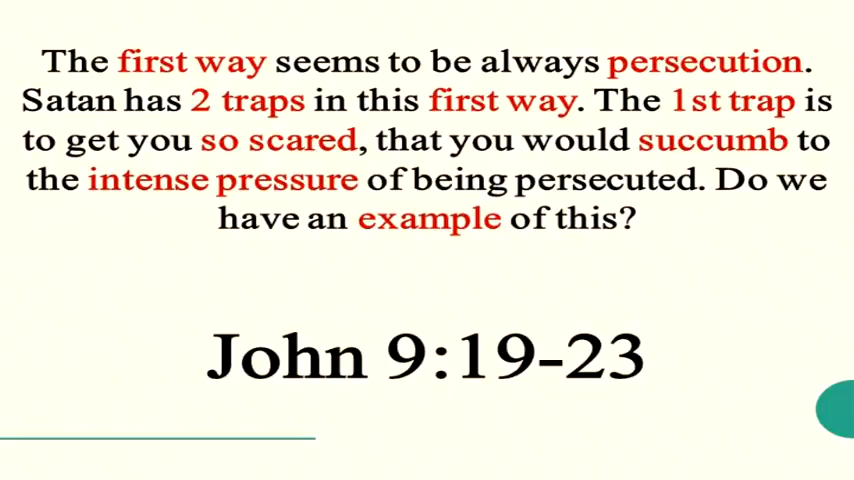 The first way seems to be always persecution.
Satan has 2 traps in this first way. The 1st trap is
to get you so scared, that you would succumb to
the intense pressure of being persecuted. Do we
have an example of this?
John 9:19-23